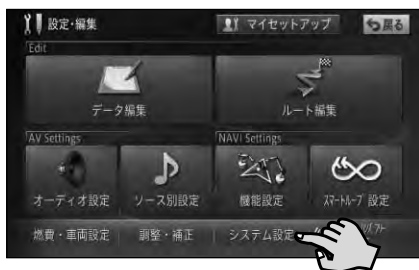 設定・編集
マイセットアップ
戻る
Edit
データ編集
ルート編集
AV Settings
NAVI Settings
オーディオ設定
ソース別設定
機能設定
スマートループ 設定
燃費・車両設定
調整・補正
システム設定